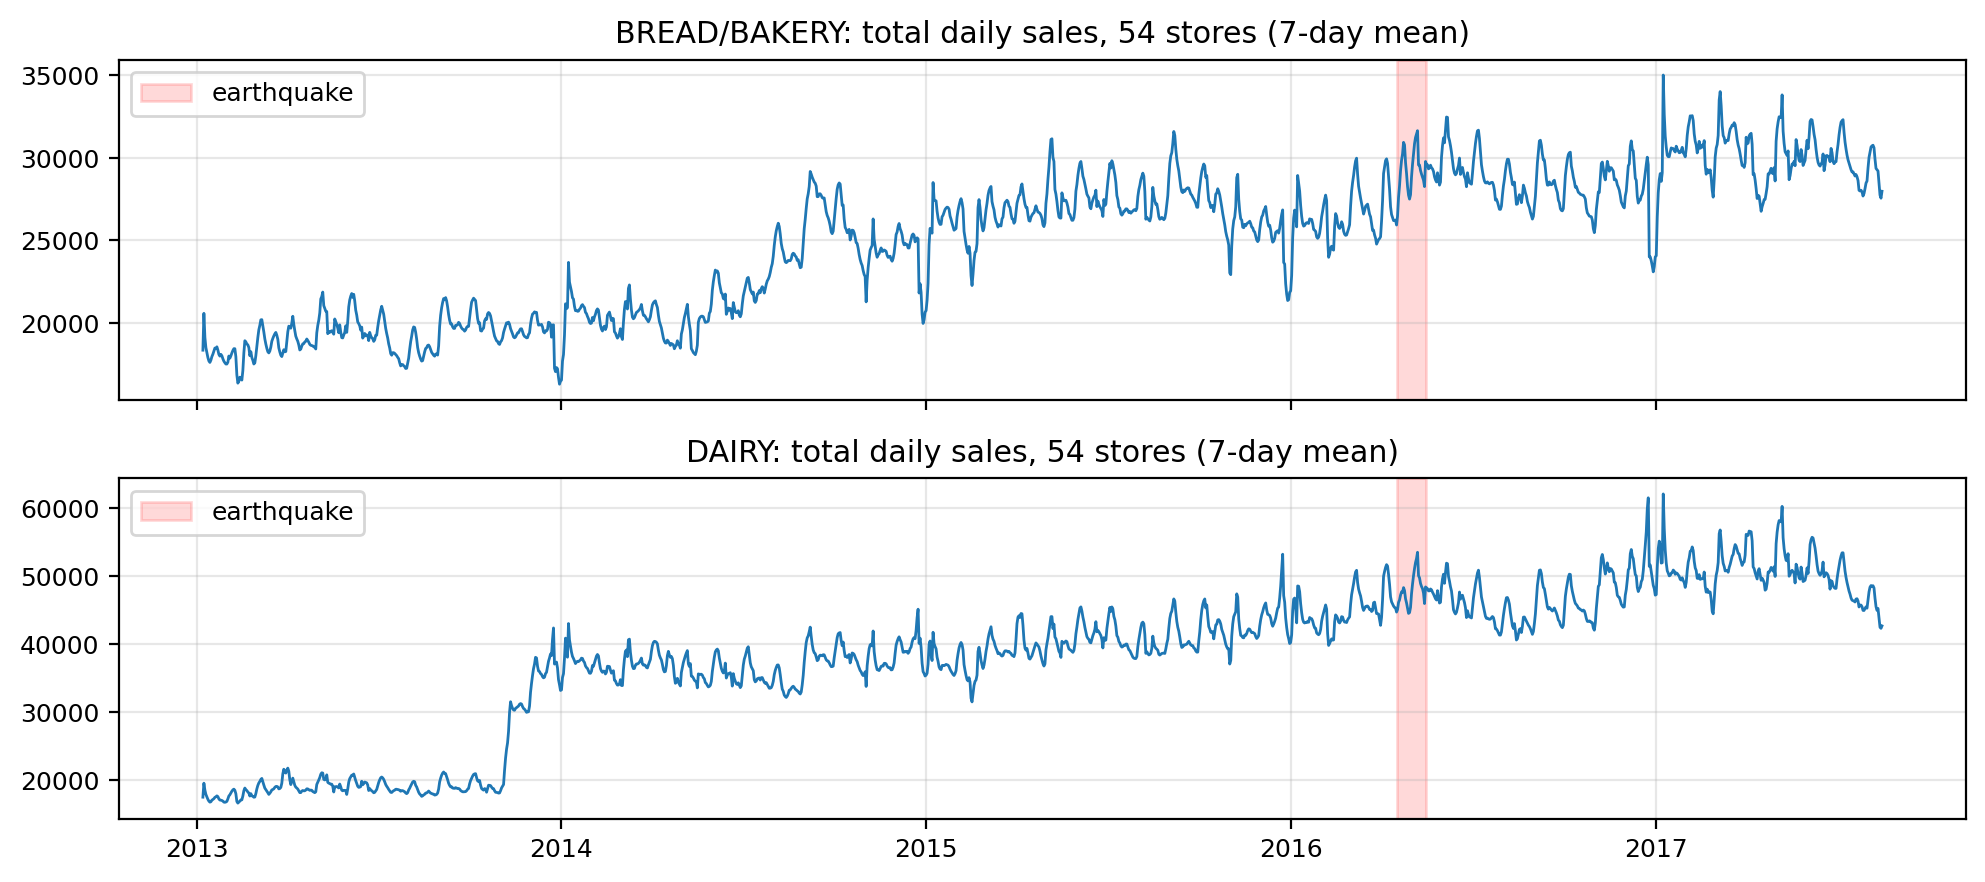 BREAD/BAKERY: total daily sales, 54 stores (7-day mean)
earthquake
35000
30000
25000
20000
DAIRY: total daily sales, 54 stores (7-day mean)
earthquake
60000
50000
40000
30000
20000
2013 2014 2015 2016 2017